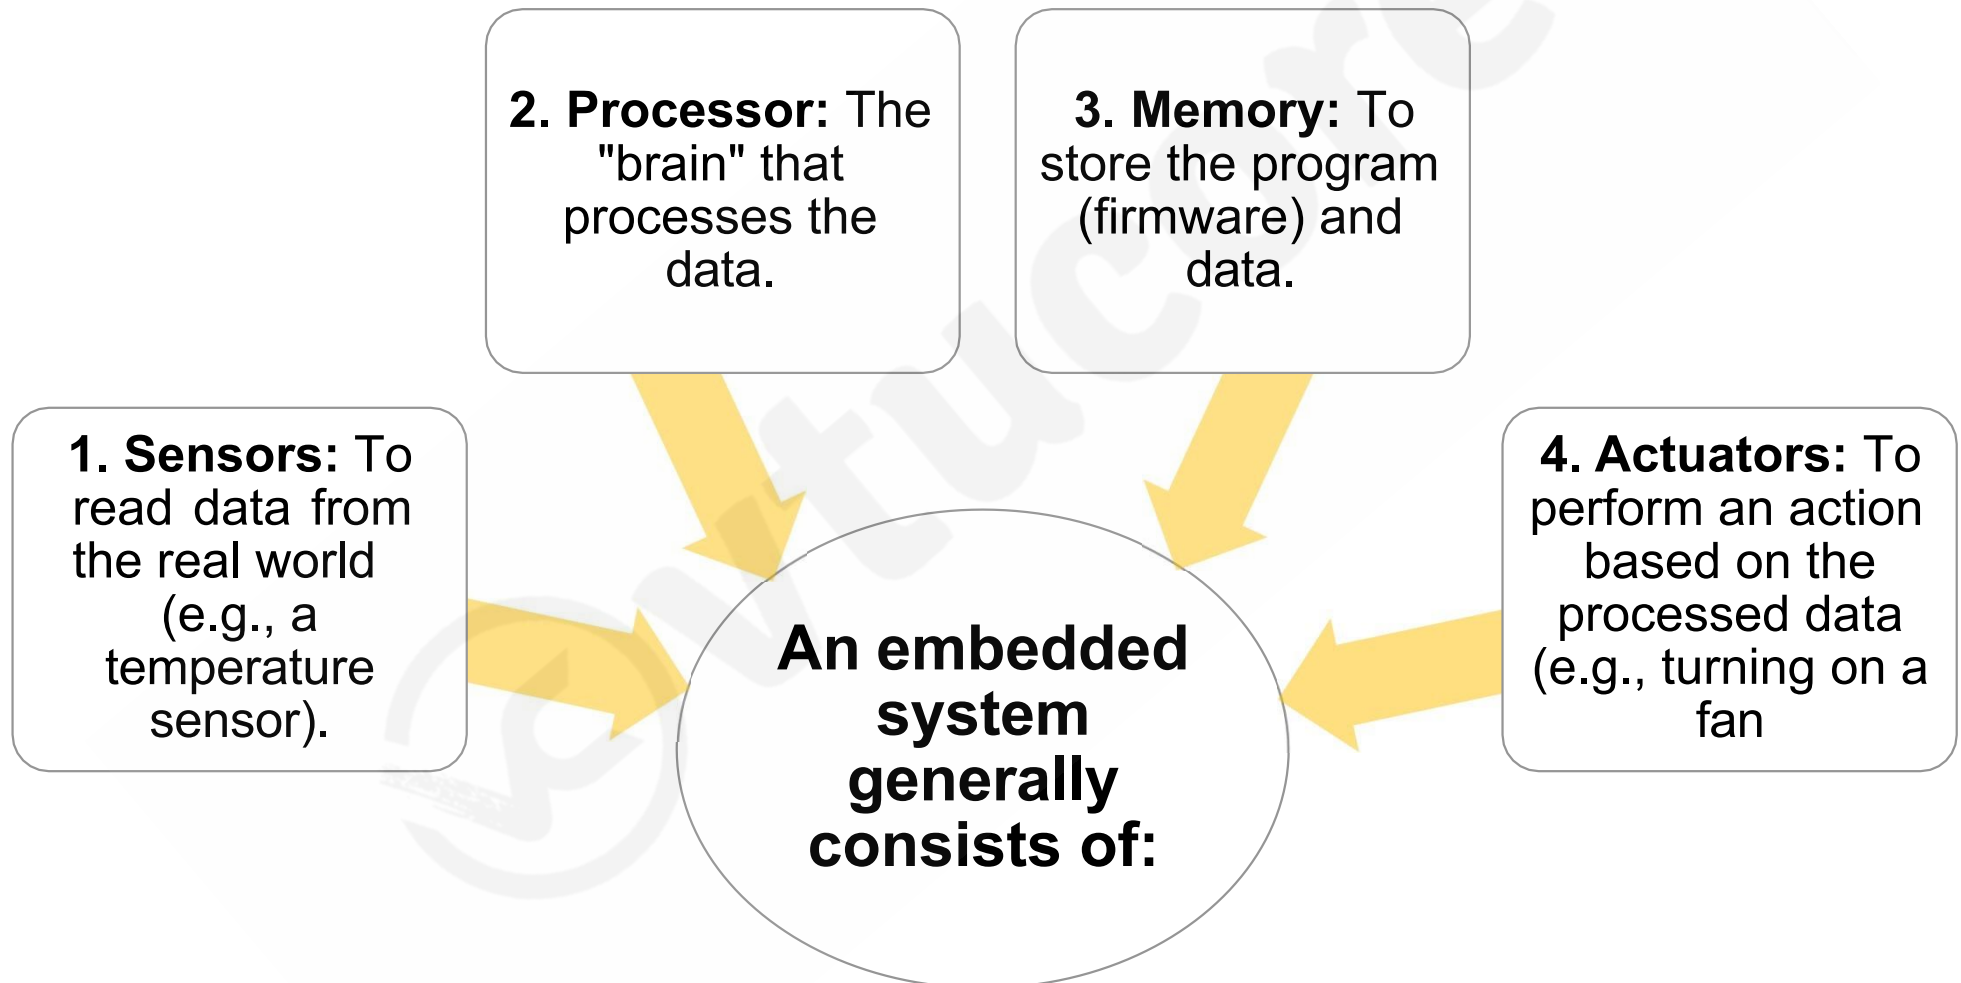 1. Sensors: To
read data from
the real world
(e.g., a
temperature
sensor).
2. Processor: The
"brain" that
processes the
data.
3. Memory: To
store the program
(firmware) and
data.
4. Actuators: To
perform an action
based on the
processed data
(e.g., turning on a
fan
An embedded
system
generally
consists of:
vtucore